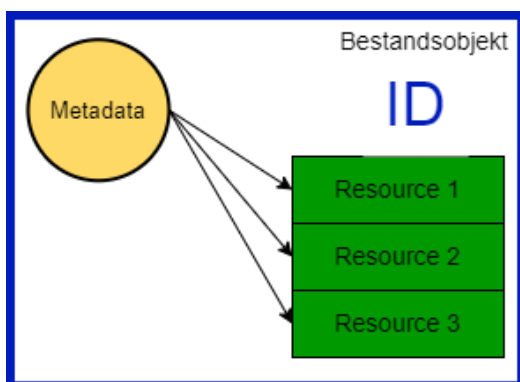 Bestandsobjekt
ID
Metadata
Resource 1
Resource 2
Resource 3